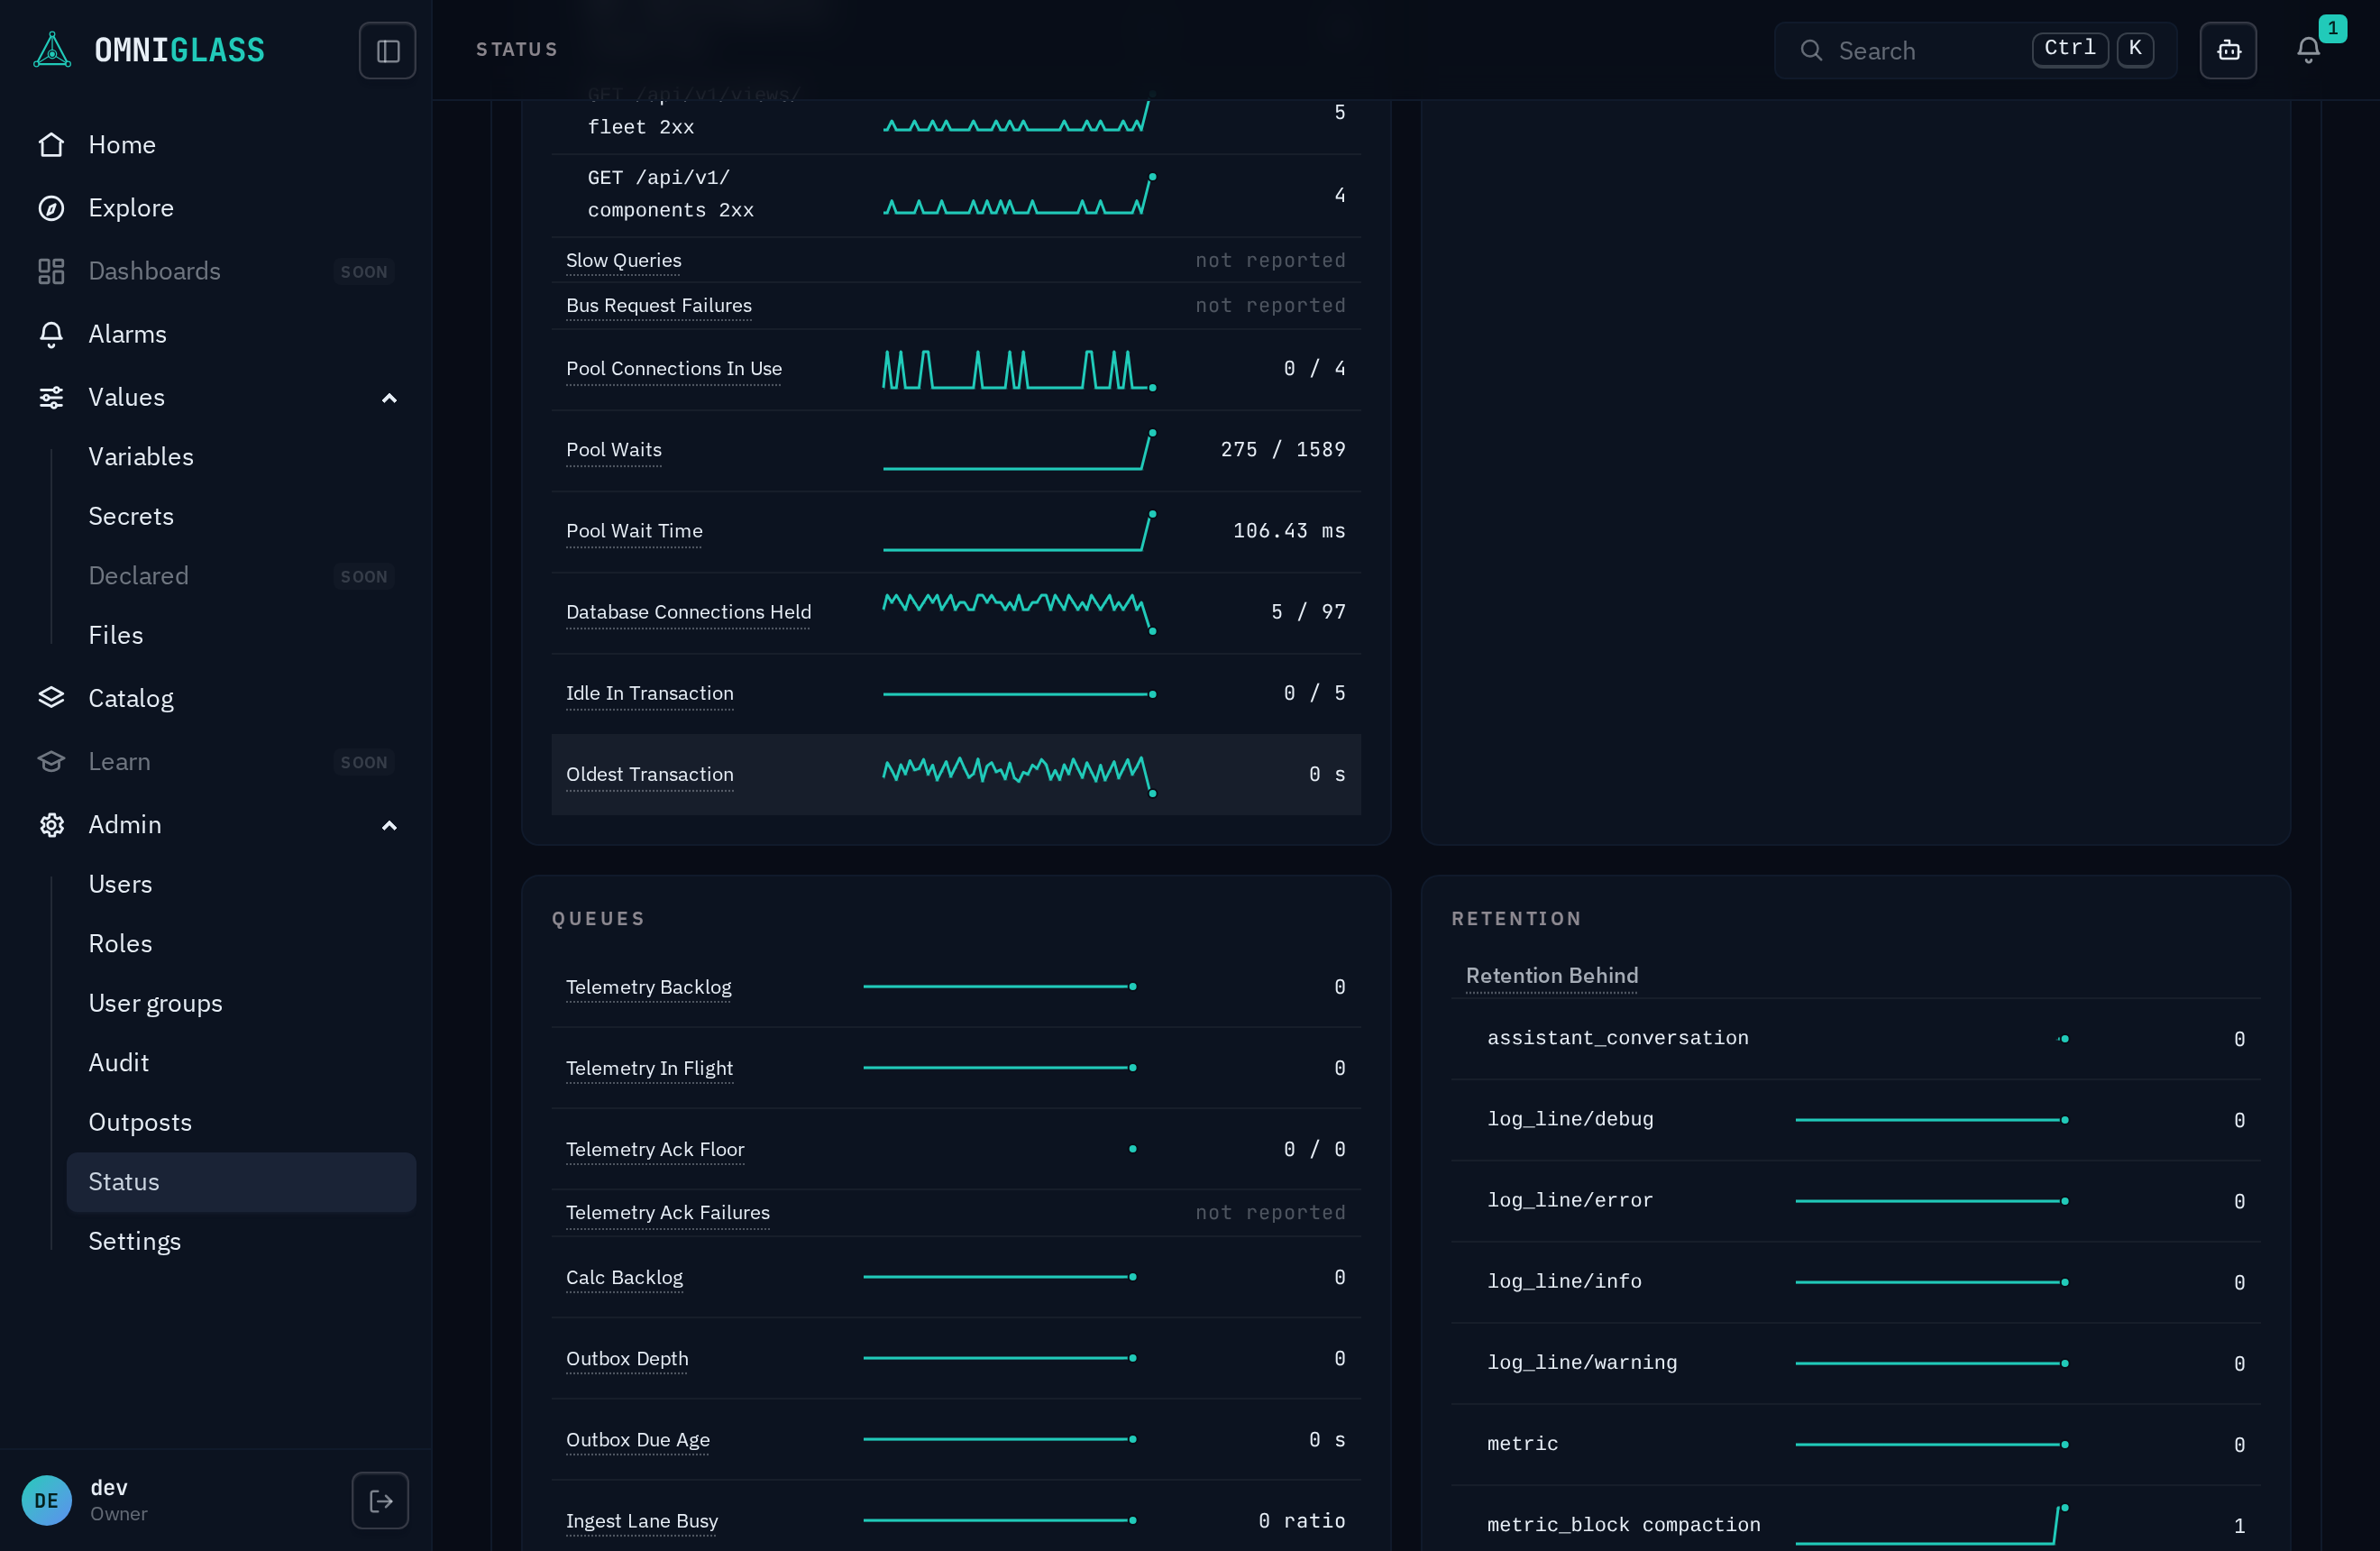 OMNIGLASS
Home
Explore
Dashboards SOON
Alarms
Values
Variables
Secrets
Declared SOON
Files
Catalog
Learn SOON
Admin
Users
Roles
User groups
Audit
Outposts
Status
Settings
DE dev
Owner
STATUS
Search Ctrl K
1
GET /api/v1/views/
fleet 2xx 5
GET /api/v1/
components 2xx 4
Slow Queries not reported
Bus Request Failures not reported
Pool Connections In Use 0 / 4
Pool Waits 275 / 1589
Pool Wait Time 106.43 ms
Database Connections Held 5 / 97
Idle In Transaction 0 / 5
Oldest Transaction 0 s
QUEUES
Telemetry Backlog 0
Telemetry In Flight 0
Telemetry Ack Floor 0 / 0
Telemetry Ack Failures not reported
Calc Backlog 0
Outbox Depth 0
Outbox Due Age 0 s
Ingest Lane Busy 0 ratio
RETENTION
Retention Behind
assistant_conversation 0
log_line/debug 0
log_line/error 0
log_line/info 0
log_line/warning 0
metric 0
metric_block compaction 1